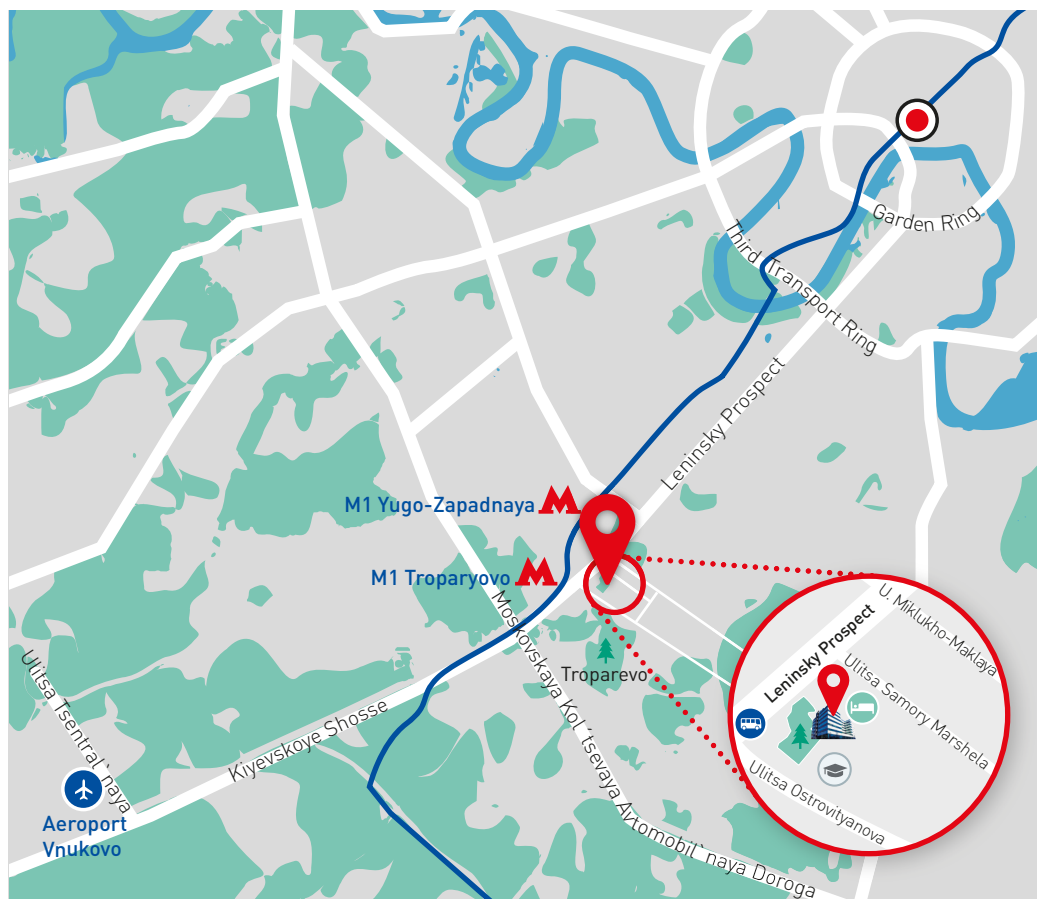 Garden Ring
Third Transport Ring
Leninsky Prospect
M1 Yugo-Zapadnaya
M1 Troparyovo
Troparevo
Moskovskaya Kol`tsevaya Avtomobil`naya Doroga
Kiyevskoye Shosse
Ulitsa Tsentral`naya
Aeroport
Vnukovo
U. Miklukho-Maklaya
Leninsky Prospect
Ulitsa Samory Marshela
Ulitsa Ostrovityanova